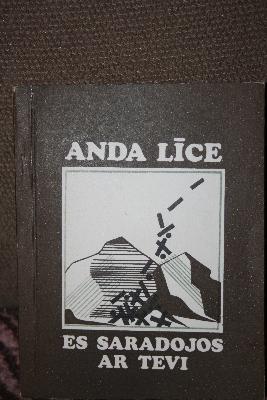 ANDA LĪCE
ES SARADOJOS
AR TEVI